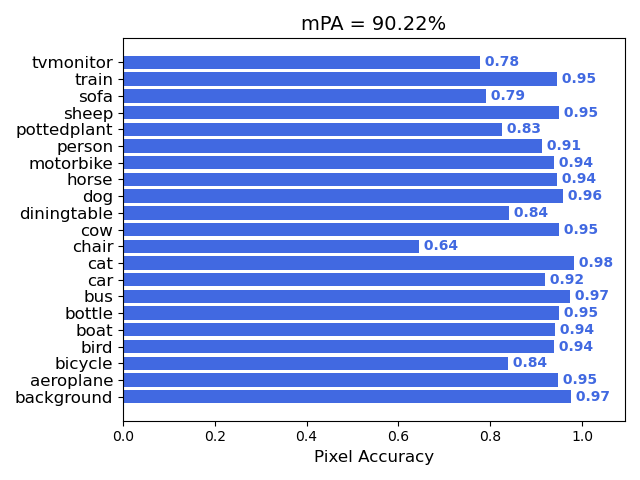 mPA = 90.22%
tvmonitor 0.78
train 0.95
sofa 0.79
sheep 0.95
pottedplant 0.83
person 0.91
motorbike 0.94
horse 0.94
dog 0.96
diningtable 0.84
cow 0.95
chair 0.64
cat 0.98
car 0.92
bus 0.97
bottle 0.95
boat 0.94
bird 0.94
bicycle 0.84
aeroplane 0.95
background 0.97
0.0 0.2 0.4 0.6 0.8 1.0
Pixel Accuracy